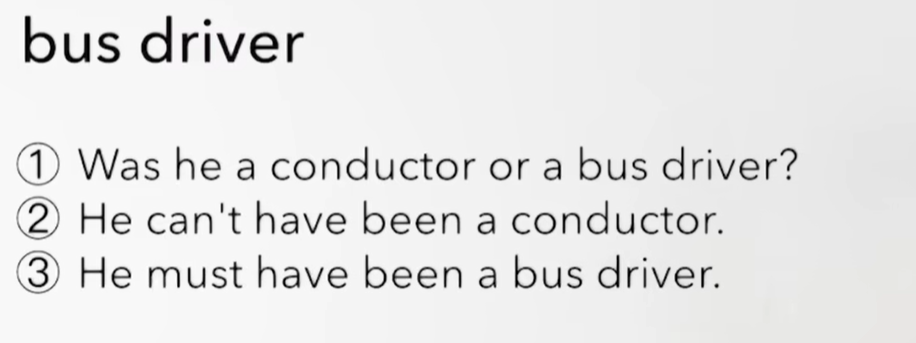 bus driver
① Was he a conductor or a bus driver?
② He can't have been a conductor.
③ He must have been a bus driver.